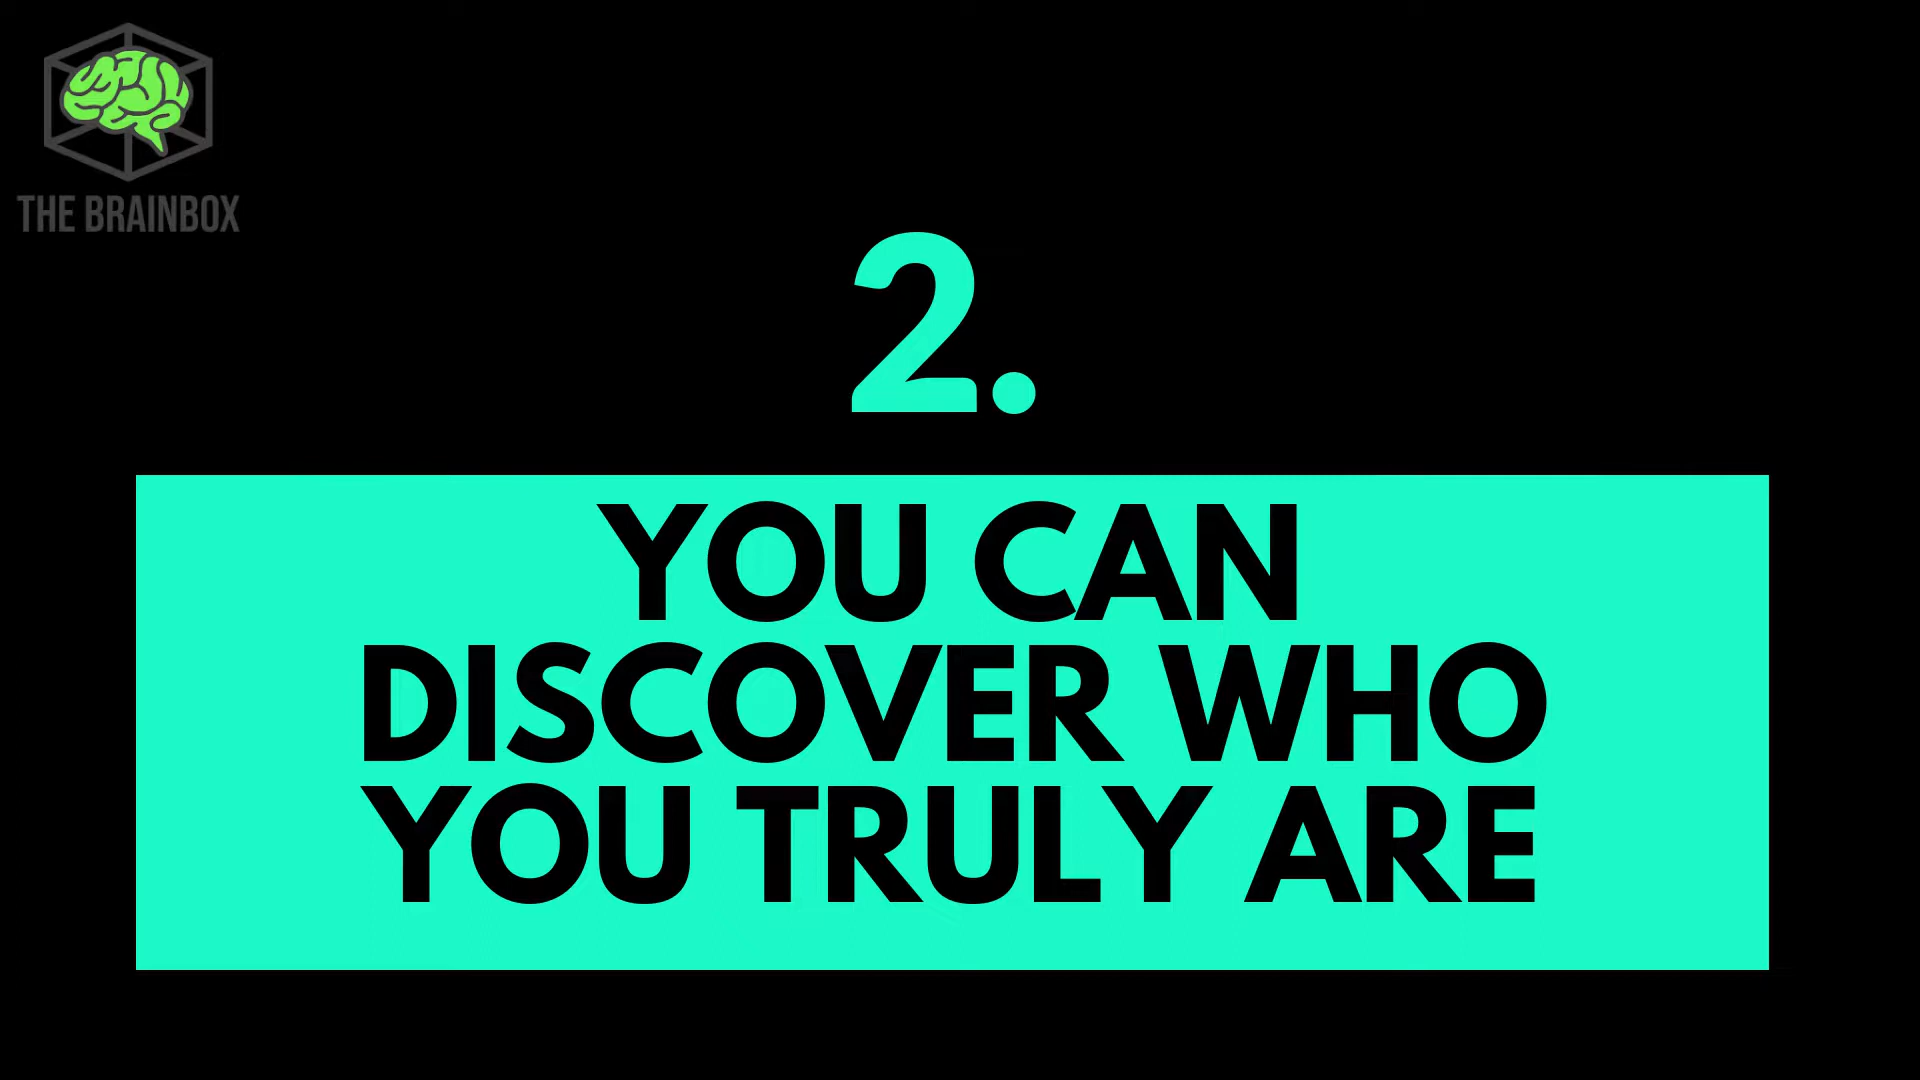 THE BRAINBOX
2.
YOU CAN
DISCOVER WHO
YOU TRULY ARE